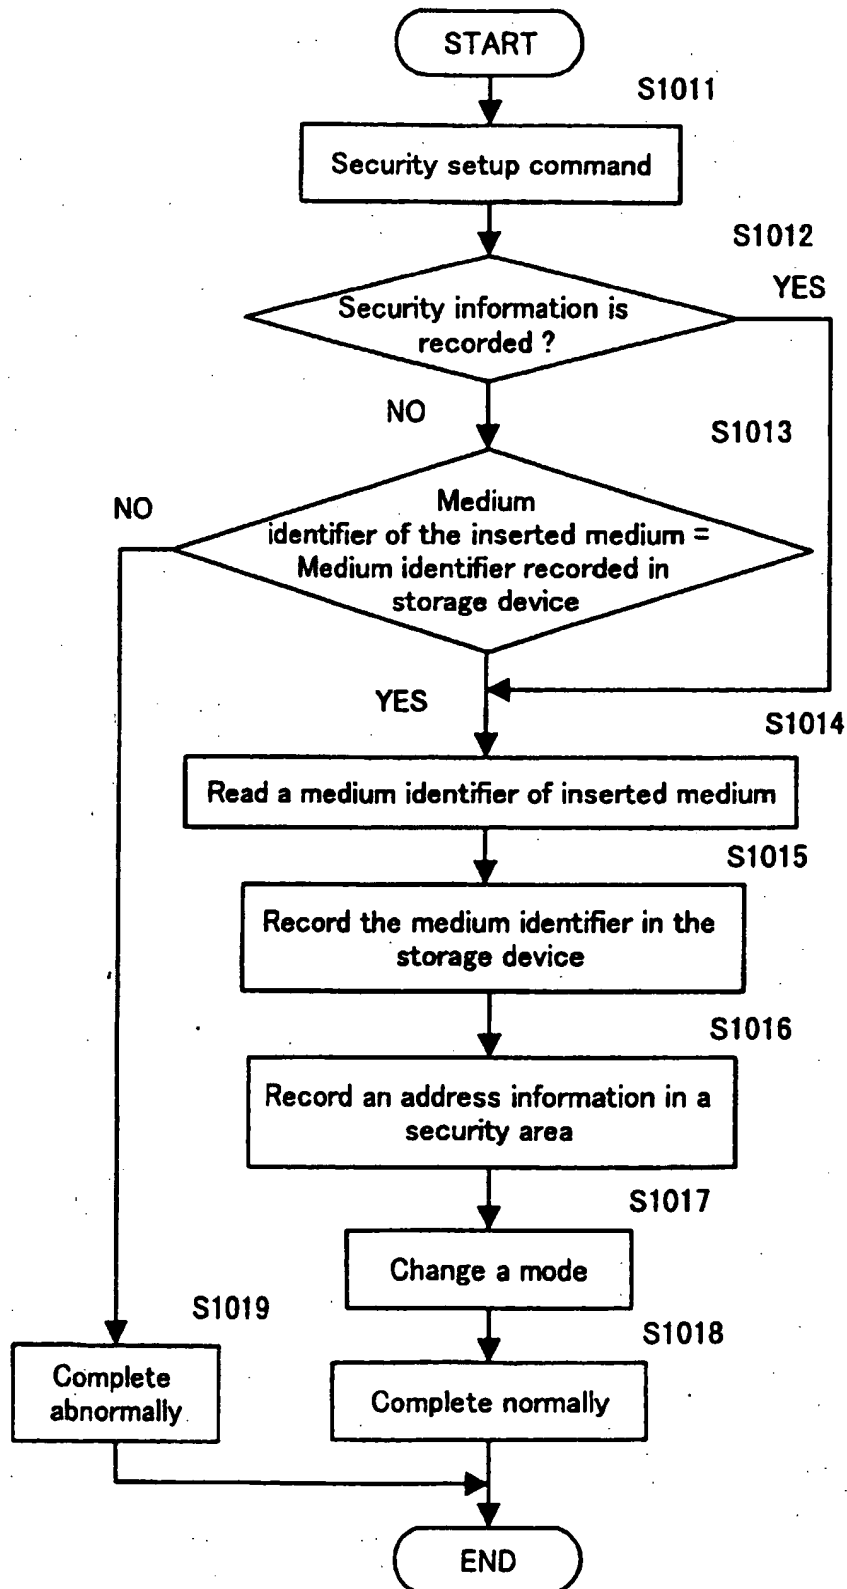 START
S1011
Security setup command
S1012
YES
Security information is
recorded ?
NO
S1013
NO
Medium
identifier of the inserted medium =
Medium identifier recorded in
storage device
YES
S1014
Read a medium identifier of inserted medium
S1015
Record the medium identifier in the
storage device
S1016
Record an address information in a
security area
S1017
Change a mode
S1019
S1018
Complete
abnormally
Complete normally
END